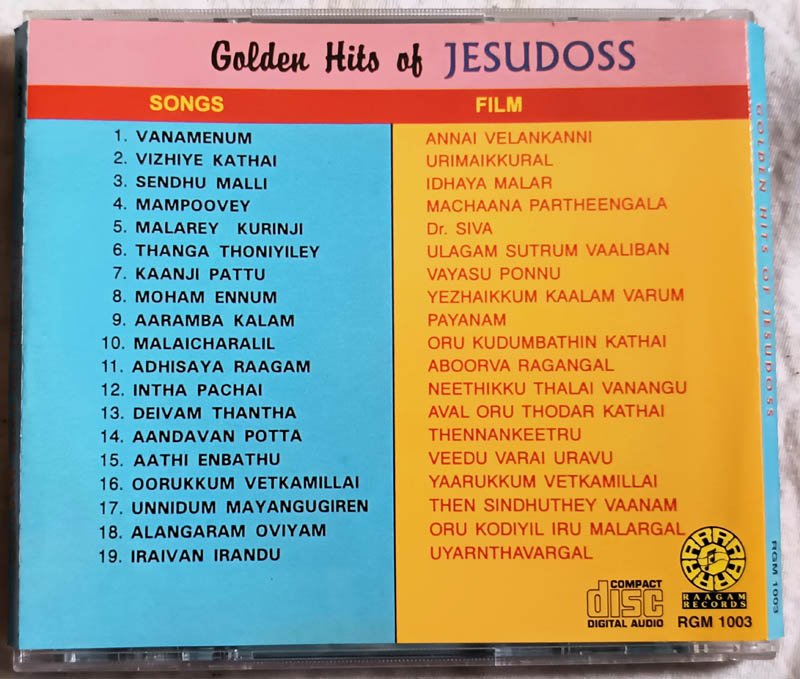 Golden Hits of JESUDOSS
SONGS FILM
1. VANAMENUM ANNAI VELANKANNI
2. VIZHIYE KATHAI URIMAIKKURAL
3. SENDHU MALLI IDHAYA MALAR
4. MAMPOOVEY MACHAANA PARTHEENGALA
5. MALAREY KURINJI Dr. SIVA
6. THANGA THONIYILEY ULAGAM SUTRUM VAALIBAN
7. KAANJI PATTU VAYASU PONNU
8. MOHAM ENNUM YEZHAIKKUM KAALAM VARUM
9. AARAMBA KALAM PAYANAM
10. MALAICHARALIL ORU KUDUMBATHIN KATHAI
11. ADHISAYA RAAGAM ABOORVA RAGANGAL
12. INTHA PACHAI NEETHIKKU THALAI VANANGU
13. DEIVAM THANTHA AVAL ORU THODAR KATHAI
14. AANDAVAN POTTA THENNANKEETRU
15. AATHI ENBATHU VEEDU VARAI URAVU
16. OORUKKUM VETKAMILLAI YAARUKKUM VETKAMILLAI
17. UNNIDUM MAYANGUGIREN THEN SINDHUTHEY VAANAM
18. ALANGARAM OVIYAM ORU KODIYIL IRU MALARGAL
19. IRAIVAN IRANDU UYARNTHAVARGAL
COMPACT
disc
DIGITAL AUDIO
RAAGAM
RECORDS
RGM 1003
GOLDEN HITS OF JESUDOSS
RGM 1003